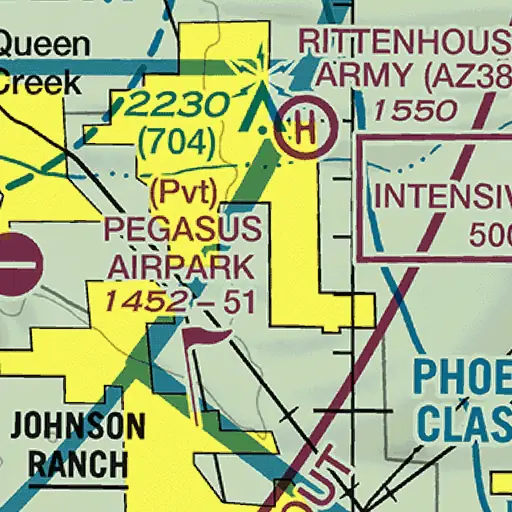 Queen
Creek
RITTENHOUS
ARMY (AZ38
1550
2230
(704)
H
(Pvt)
PEGASUS
AIRPARK
1452 – 51
INTENSIV
500
PHOE
CLAS
JOHNSON
RANCH
OUT